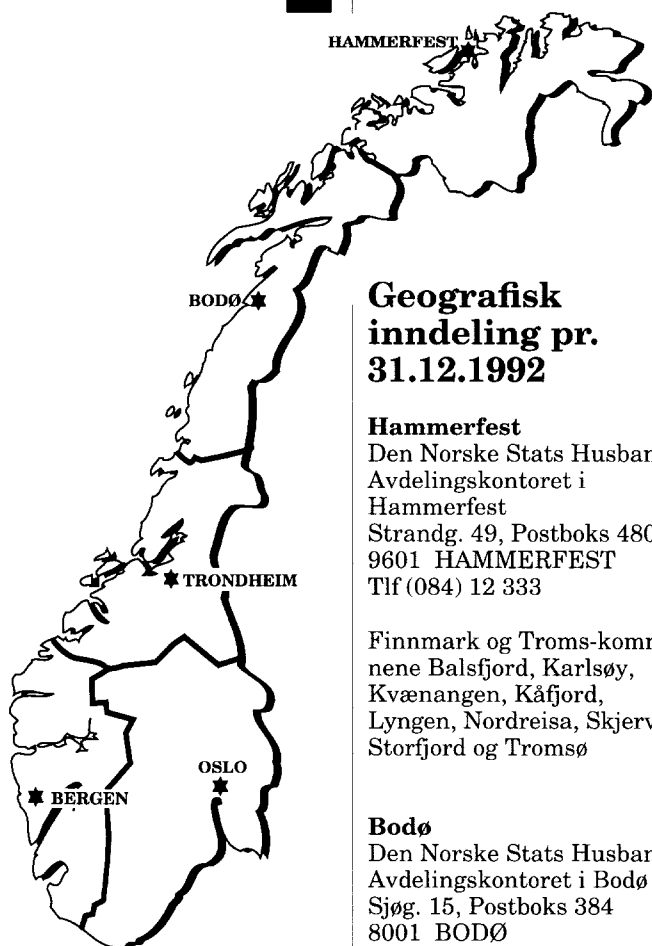 HAMMERFEST
BODØ
TRONDHEIM
OSLO
BERGEN
Geografisk
inndeling pr.
31.12.1992
Hammerfest
Den Norske Stats Husban
Avdelingskontoret i
Hammerfest
Strandg. 49, Postboks 480
9601 HAMMERFEST
Tlf (084) 12 333
Finnmark og Troms-komm
nene Balsfjord, Karlsøy,
Kvænangen, Kåfjord,
Lyngen, Nordreisa, Skjerv
Storfjord og Tromsø
Bodø
Den Norske Stats Husban
Avdelingskontoret i Bodø
Sjøg. 15, Postboks 384
8001 BODØ